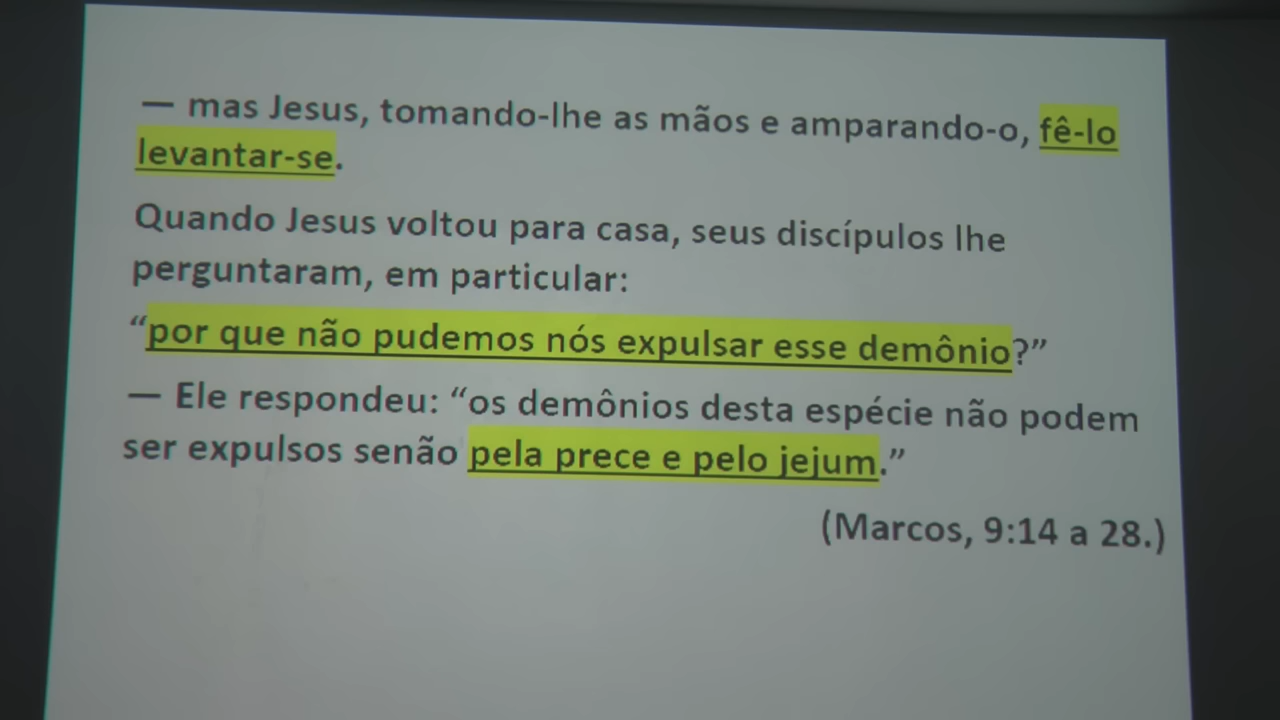 — mas Jesus, tomando-lhe as mãos e amparando-o, fê-lo
levantar-se.
Quando Jesus voltou para casa, seus discípulos lhe
perguntaram, em particular:
“por que não pudemos nós expulsar esse demônio?”
— Ele respondeu: “os demônios desta espécie não podem
ser expulsos senão pela prece e pelo jejum.”
(Marcos, 9:14 a 28.)